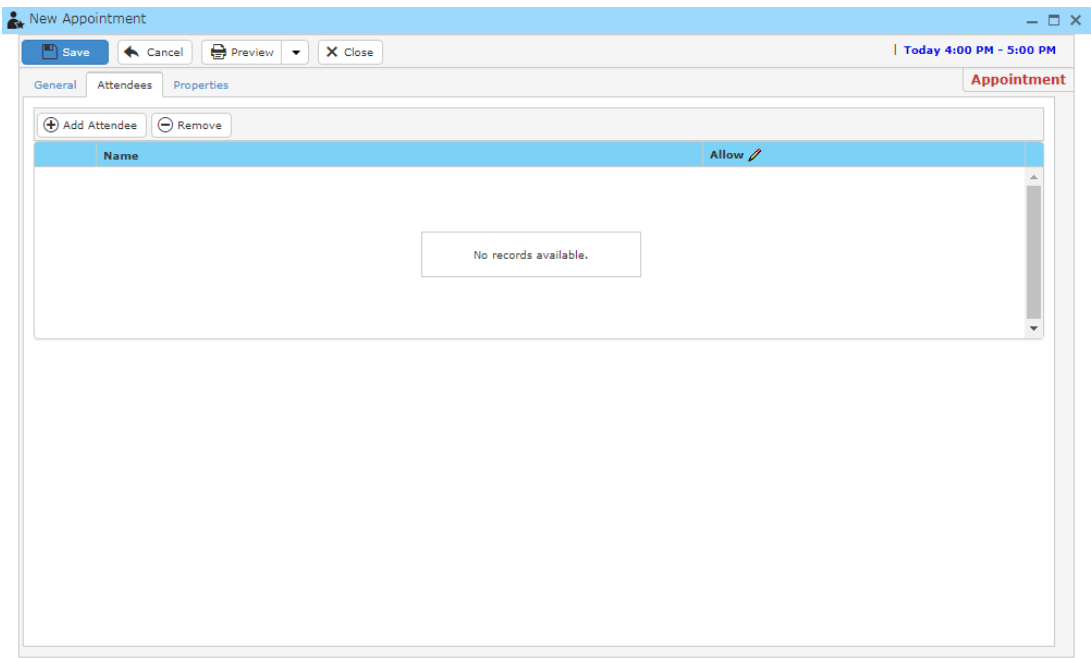 New Appointment
Save Cancel Preview Close | Today 4:00 PM - 5:00 PM
General Attendees Properties Appointment
Add Attendee Remove
Name Allow
No records available.